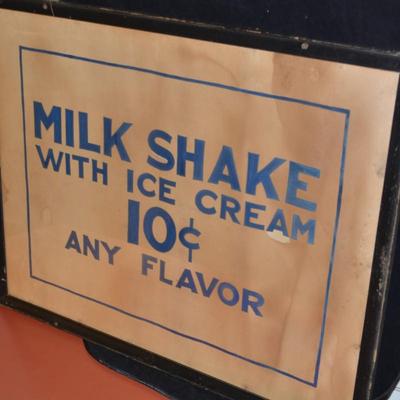 MILK SHAKE
WITH ICE CREAM
10¢
ANY FLAVOR